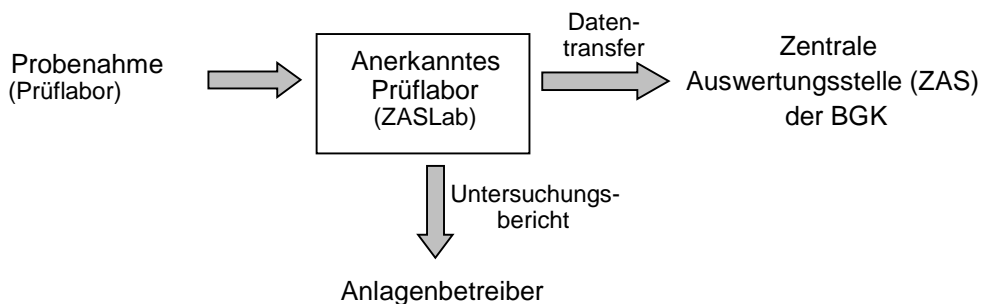 Probenahme
(Prüflabor)
Anerkanntes
Prüflabor
(ZASLab)
Daten-
transfer
Zentrale
Auswertungsstelle (ZAS)
der BGK
Untersuchungs-
bericht
Anlagenbetreiber